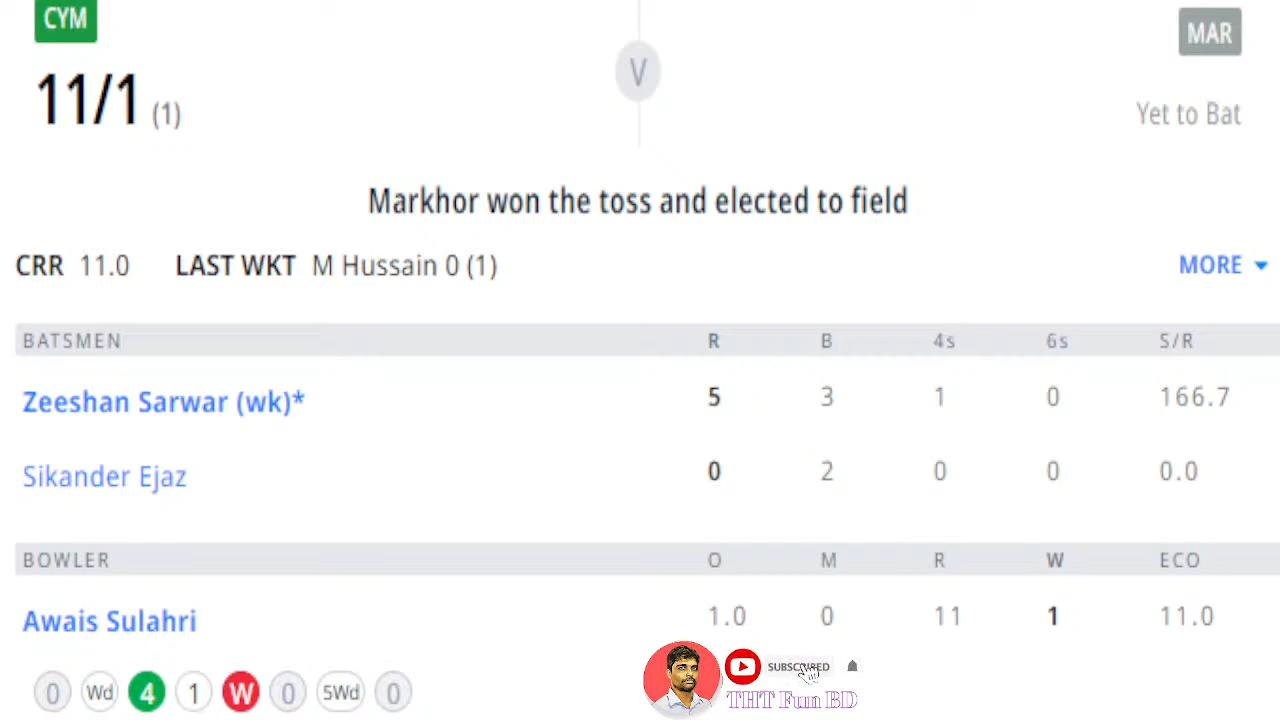 CYM
MAR
V
11/1 (1)
Yet to Bat
Markhor won the toss and elected to field
CRR 11.0 LAST WKT M Hussain 0 (1) MORE
BATSMEN R B 4s 6s S/R
Zeeshan Sarwar (wk)* 5 3 1 0 166.7
Sikander Ejaz 0 2 0 0 0.0
BOWLER O M R W ECO
Awais Sulahri 1.0 0 11 1 11.0
0 Wd 4 1 W 0 5Wd 0
SUBSCRIBED
THT Fun BD